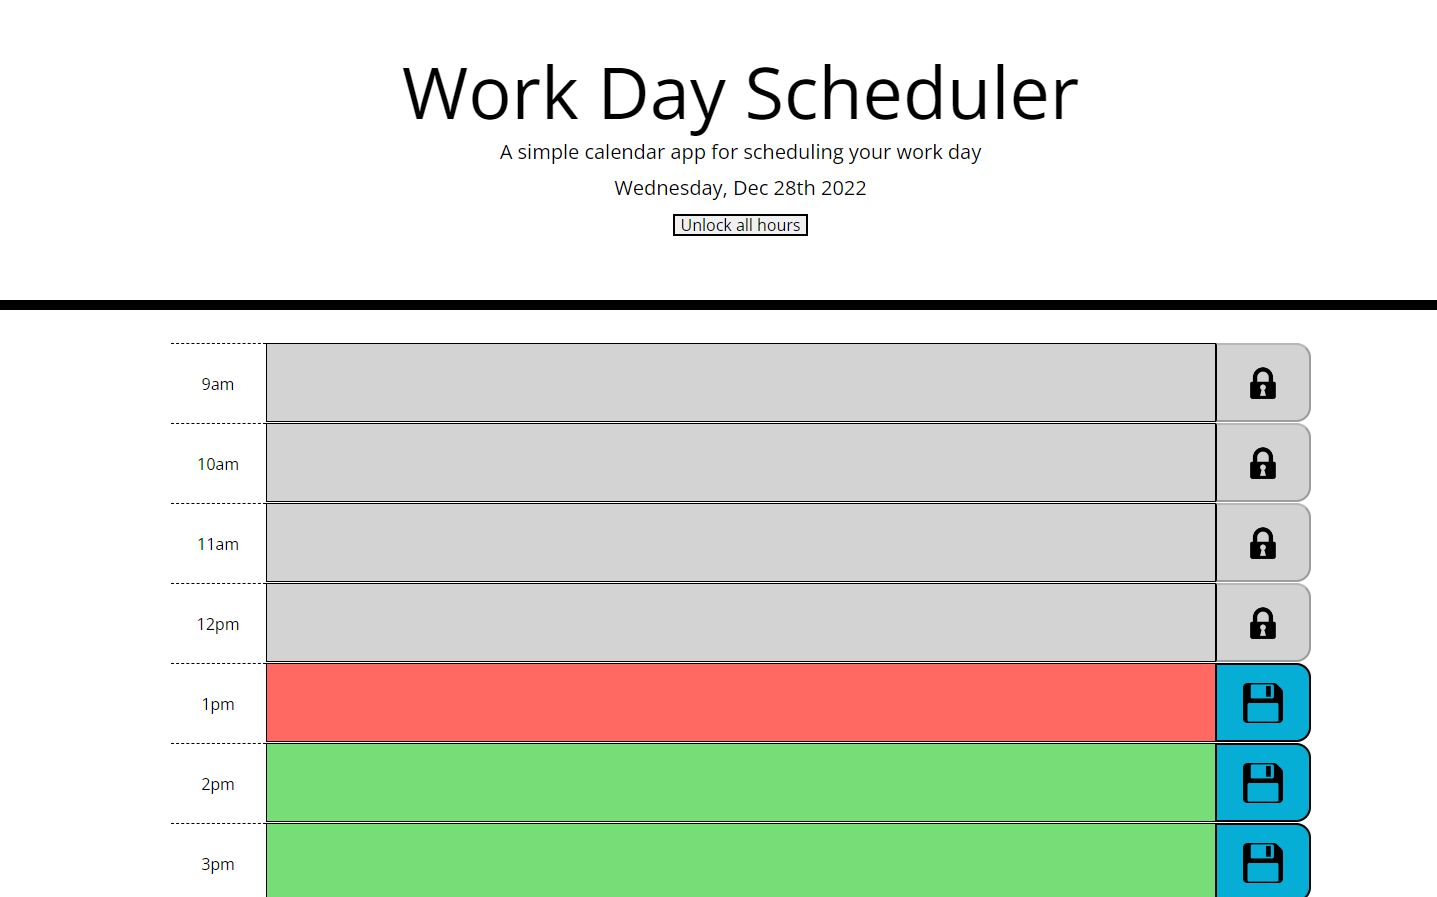 Work Day Scheduler
A simple calendar app for scheduling your work day
Wednesday, Dec 28th 2022
Unlock all hours
9am
10am
11am
12pm
1pm
2pm
3pm